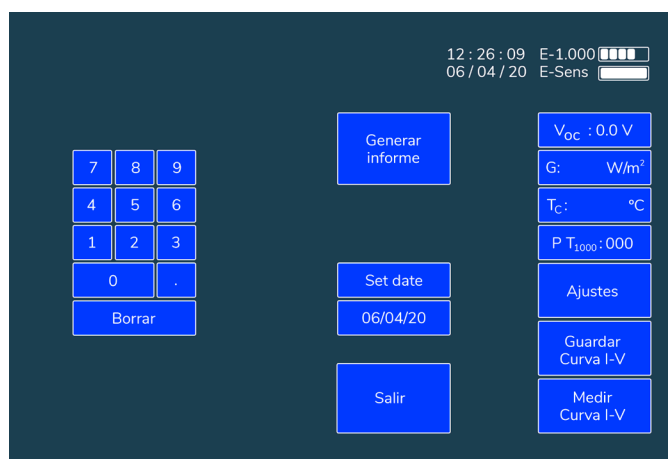 12 : 26 : 09 E-1.000
06 / 04 / 20 E-Sens
7 8 9
4 5 6
1 2 3
0 .
Borrar
Generar
informe
Set date
06/04/20
Salir
V_OC : 0.0 V
G: W/m²
T_C : ºC
P T₁₀₀₀ : 000
Ajustes
Guardar
Curva I-V
Medir
Curva I-V